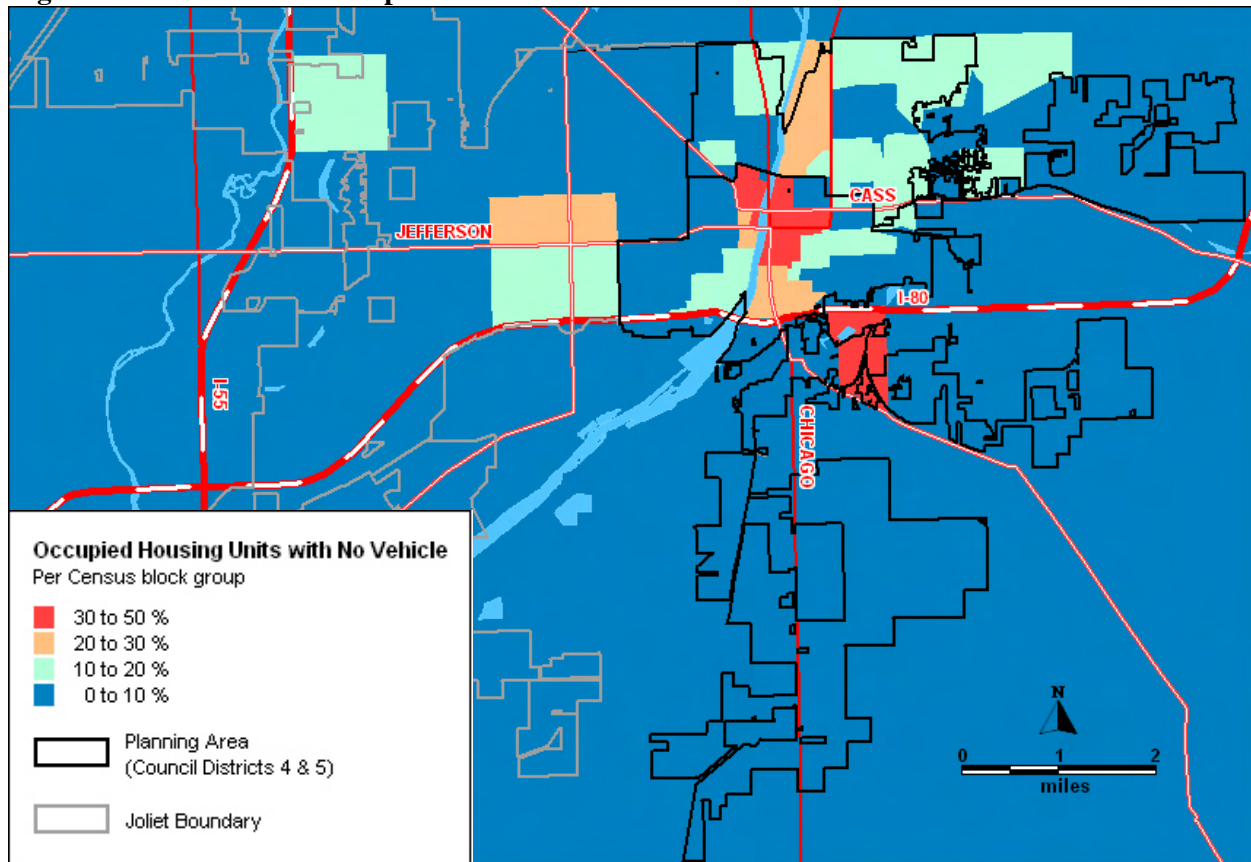 CASS
JEFFERSON
I-80
I-55
CHICAGO
Occupied Housing Units with No Vehicle
Per Census block group
30 to 50 %
20 to 30 %
10 to 20 %
0 to 10 %
Planning Area
(Council Districts 4 & 5)
Joliet Boundary
N
0 1 2
miles